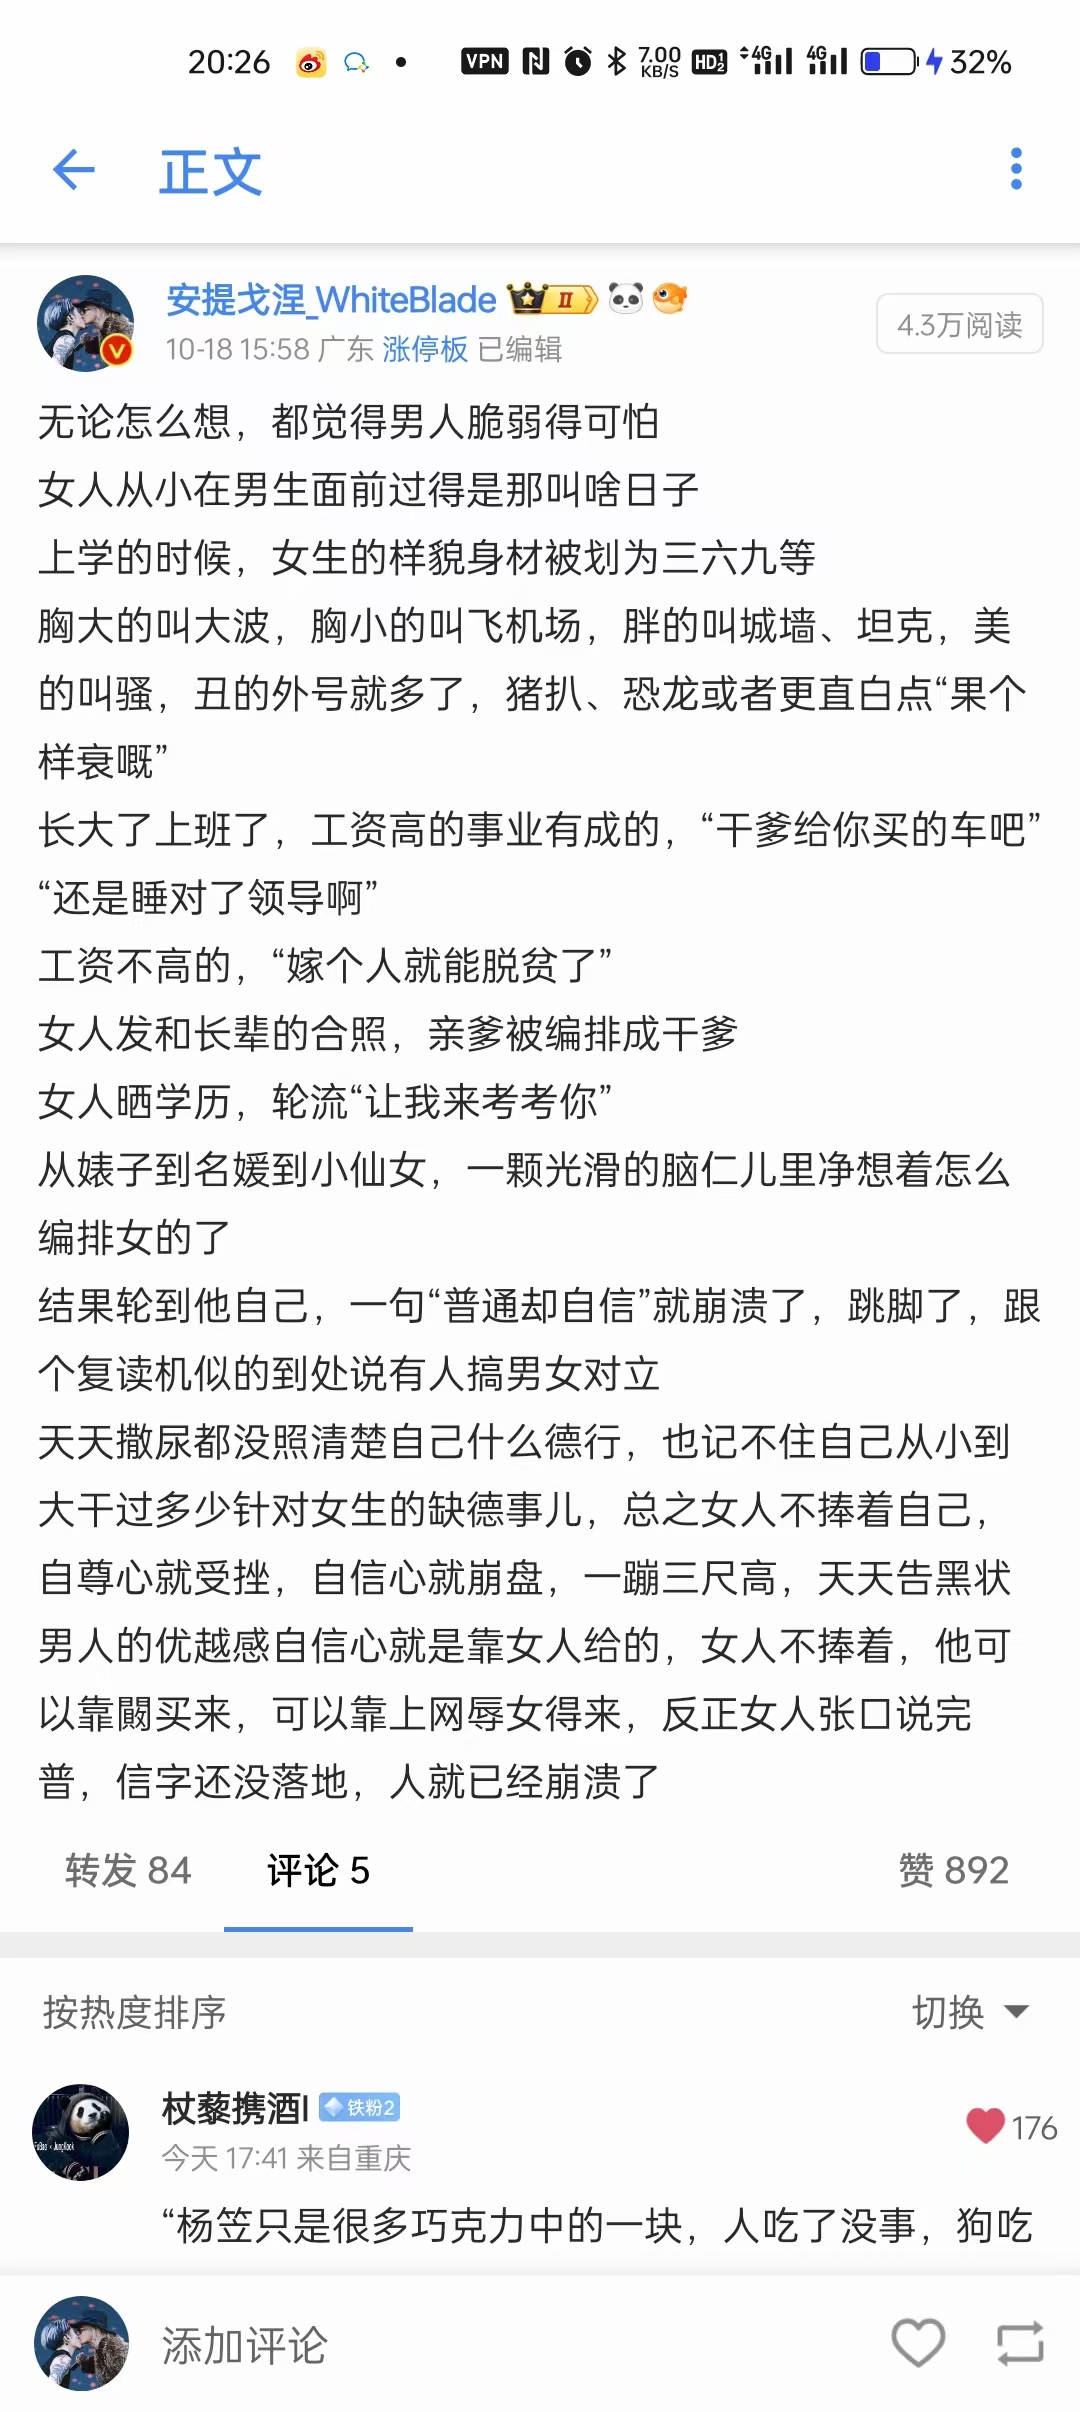 20:26 VPN 7.00 KB/S HD 1 2 4G 4G 32%
正文
安提戈涅_WhiteBlade II
10-18 15:58 广东 涨停板 已编辑
4.3万阅读
无论怎么想，都觉得男人脆弱得可怕
女人从小在男生面前过得是那叫啥日子
上学的时候，女生的样貌身材被划为三六九等
胸大的叫大波，胸小的叫飞机场，胖的叫城墙、坦克，美
的叫骚，丑的外号就多了，猪扒、恐龙或者更直白点“果个
样衰嘅”
长大了上班了，工资高的事业有成的，“干爹给你买的车吧”
“还是睡对了领导啊”
工资不高的，“嫁个人就能脱贫了”
女人发和长辈的合照，亲爹被编排成干爹
女人晒学历，轮流“让我来考考你”
从婊子到名媛到小仙女，一颗光滑的脑仁儿里净想着怎么
编排女的了
结果轮到他自己，一句“普通却自信”就崩溃了，跳脚了，跟
个复读机似的到处说有人搞男女对立
天天撒尿都没照清楚自己什么德行，也记不住自己从小到
大干过多少针对女生的缺德事儿，总之女人不捧着自己，
自尊心就受挫，自信心就崩盘，一蹦三尺高，天天告黑状
男人的优越感自信心就是靠女人给的，女人不捧着，他可
以靠閼买来，可以靠上网辱女得来，反正女人张口说完
普，信字还没落地，人就已经崩溃了
转发 84 评论 5 赞 892
按热度排序 切换
杖藜携酒l 铁粉2
今天 17:41 来自重庆
176
“杨笠只是很多巧克力中的一块，人吃了没事，狗吃
添加评论